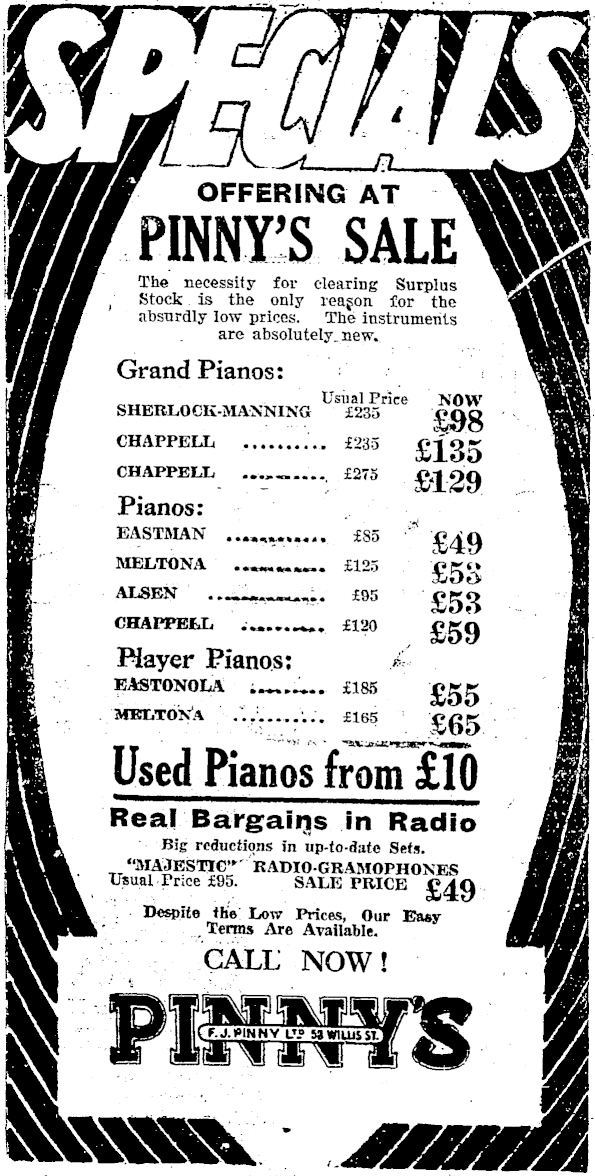 SPECIALS
OFFERING AT
PINNY'S SALE
The necessity for clearing Surplus
Stock is the only reason for the
absurdly low prices. The instruments
are absolutely new.
Grand Pianos:
Usual Price NOW
SHERLOCK-MANNING £235 £98
CHAPPELL .......... £235 £135
CHAPPELL .......... £275 £129
Pianos:
EASTMAN ............ £85 £49
MELTONA ........... £125 £53
ALSEN .............. £95 £53
CHAPPELL .......... £120 £59
Player Pianos:
EASTONOLA ......... £185 £55
MELTONA ........... £165 £65
Used Pianos from £10
Real Bargains in Radio
Big reductions in up-to-date Sets.
"MAJESTIC" RADIO-GRAMOPHONES
Usual Price £95. SALE PRICE £49
Despite the Low Prices, Our Easy
Terms Are Available.
CALL NOW!
PINNY'S
F.J. PINNY LTD 53 WILLIS ST.